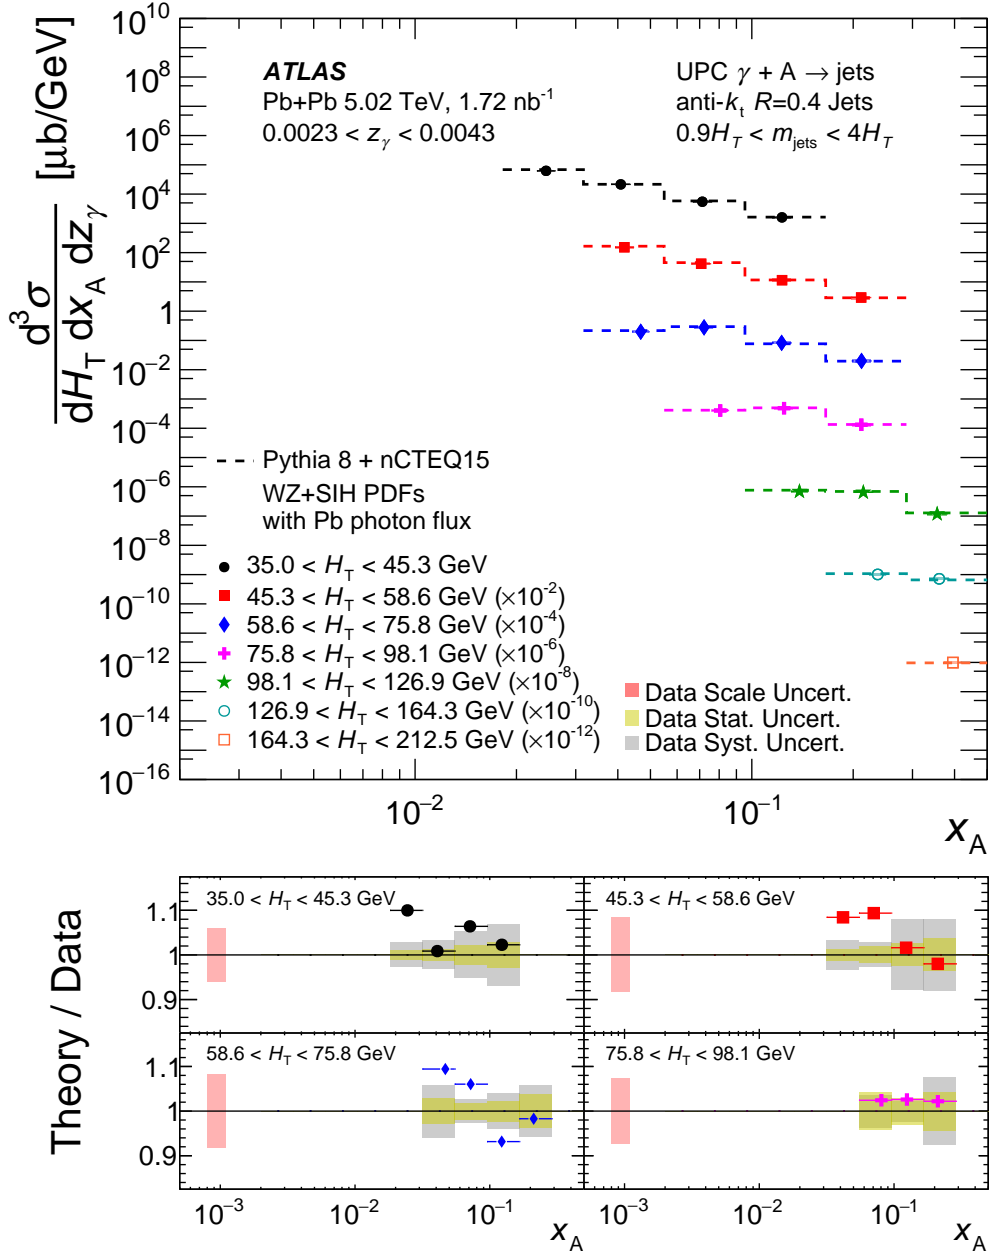 ATLAS
Pb+Pb 5.02 TeV, 1.72 nb⁻¹
0.0023 < z_γ < 0.0043
UPC γ + A → jets
anti-k_t R=0.4 Jets
0.9H_T < m_jets < 4H_T
d³σ / dH_T dx_A dz_γ [μb/GeV]
10¹⁰
10⁸
10⁶
10⁴
10²
1
10⁻²
10⁻⁴
10⁻⁶
10⁻⁸
10⁻¹⁰
10⁻¹²
10⁻¹⁴
10⁻¹⁶
Pythia 8 + nCTEQ15
WZ+SIH PDFs
with Pb photon flux
35.0 < H_T < 45.3 GeV
45.3 < H_T < 58.6 GeV (×10⁻²)
58.6 < H_T < 75.8 GeV (×10⁻⁴)
75.8 < H_T < 98.1 GeV (×10⁻⁶)
98.1 < H_T < 126.9 GeV (×10⁻⁸)
126.9 < H_T < 164.3 GeV (×10⁻¹⁰)
164.3 < H_T < 212.5 GeV (×10⁻¹²)
Data Scale Uncert.
Data Stat. Uncert.
Data Syst. Uncert.
10⁻² 10⁻¹
x_A
Theory / Data
35.0 < H_T < 45.3 GeV
45.3 < H_T < 58.6 GeV
1.1
1
0.9
58.6 < H_T < 75.8 GeV
75.8 < H_T < 98.1 GeV
1.1
1
0.9
10⁻³ 10⁻² 10⁻¹
x_A
10⁻³ 10⁻² 10⁻¹
x_A